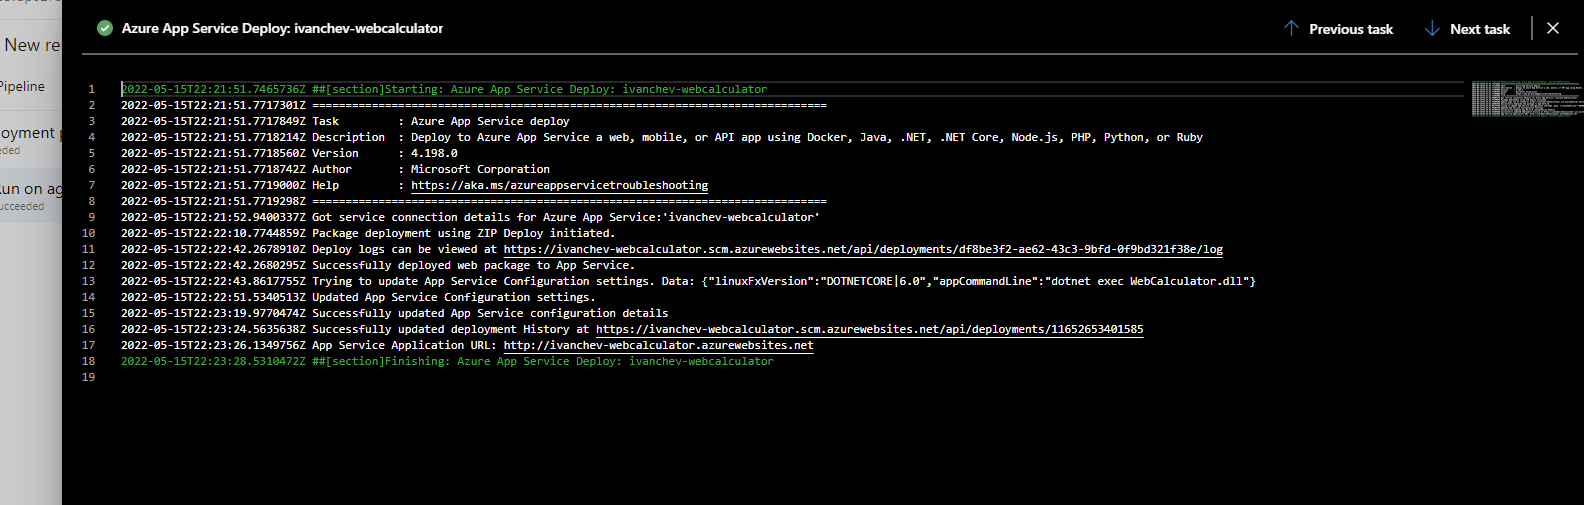 Azure App Service Deploy: ivanchev-webcalculator
Previous task
Next task
New re
Pipeline
oyment p
eded
Run on ag
ucceeded
1 2022-05-15T22:21:51.7465736Z ##[section]Starting: Azure App Service Deploy: ivanchev-webcalculator
2 2022-05-15T22:21:51.7717301Z ==============================================================================
3 2022-05-15T22:21:51.7717849Z Task         : Azure App Service deploy
4 2022-05-15T22:21:51.7718214Z Description  : Deploy to Azure App Service a web, mobile, or API app using Docker, Java, .NET, .NET Core, Node.js, PHP, Python, or Ruby
5 2022-05-15T22:21:51.7718560Z Version      : 4.198.0
6 2022-05-15T22:21:51.7718742Z Author       : Microsoft Corporation
7 2022-05-15T22:21:51.7719000Z Help         : https://aka.ms/azureappservicetroubleshooting
8 2022-05-15T22:21:51.7719298Z ==============================================================================
9 2022-05-15T22:21:52.9400337Z Got service connection details for Azure App Service:'ivanchev-webcalculator'
10 2022-05-15T22:22:10.7744859Z Package deployment using ZIP Deploy initiated.
11 2022-05-15T22:22:42.2678910Z Deploy logs can be viewed at https://ivanchev-webcalculator.scm.azurewebsites.net/api/deployments/df8be3f2-ae62-43c3-9bfd-0f9bd321f38e/log
12 2022-05-15T22:22:42.2680295Z Successfully deployed web package to App Service.
13 2022-05-15T22:22:43.8617755Z Trying to update App Service Configuration settings. Data: {"linuxFxVersion":"DOTNETCORE|6.0","appCommandLine":"dotnet exec WebCalculator.dll"}
14 2022-05-15T22:22:51.5340513Z Updated App Service Configuration settings.
15 2022-05-15T22:23:19.9770474Z Successfully updated App Service configuration details
16 2022-05-15T22:23:24.5635638Z Successfully updated deployment History at https://ivanchev-webcalculator.scm.azurewebsites.net/api/deployments/11652653401585
17 2022-05-15T22:23:26.1349756Z App Service Application URL: http://ivanchev-webcalculator.azurewebsites.net
18 2022-05-15T22:23:28.5310472Z ##[section]Finishing: Azure App Service Deploy: ivanchev-webcalculator
19